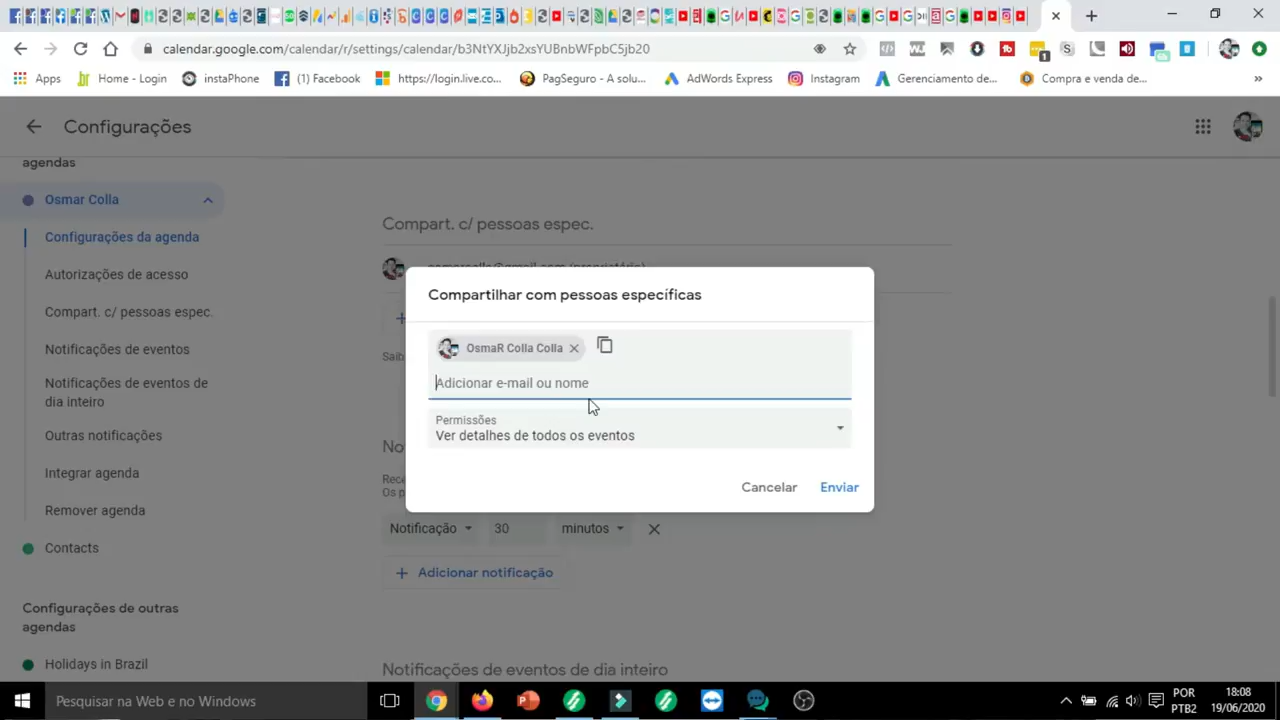 calendar.google.com/calendar/r/settings/calendar/b3NtYXJjb2xsYUBnbWFpbC5jb20
Apps
Home - Login
instaPhone
(1) Facebook
https://login.live.co...
PagSeguro - A solu...
AdWords Express
Instagram
Gerenciamento de...
Compra e venda de...
»
Configurações
agendas
Osmar Colla
Configurações da agenda
Autorizações de acesso
Compart. c/ pessoas espec.
Notificações de eventos
Notificações de eventos de
dia inteiro
Outras notificações
Integrar agenda
Remover agenda
Contacts
Configurações de outras
agendas
Holidays in Brazil
Compart. c/ pessoas espec.
Compartilhar com pessoas específicas
OsmaR Colla Colla
Adicionar e-mail ou nome
Permissões
Ver detalhes de todos os eventos
Cancelar
Enviar
Notificação
30
minutos
Adicionar notificação
Notificações de eventos de dia inteiro
Pesquisar na Web e no Windows
POR
PTB2
18:08
19/06/2020